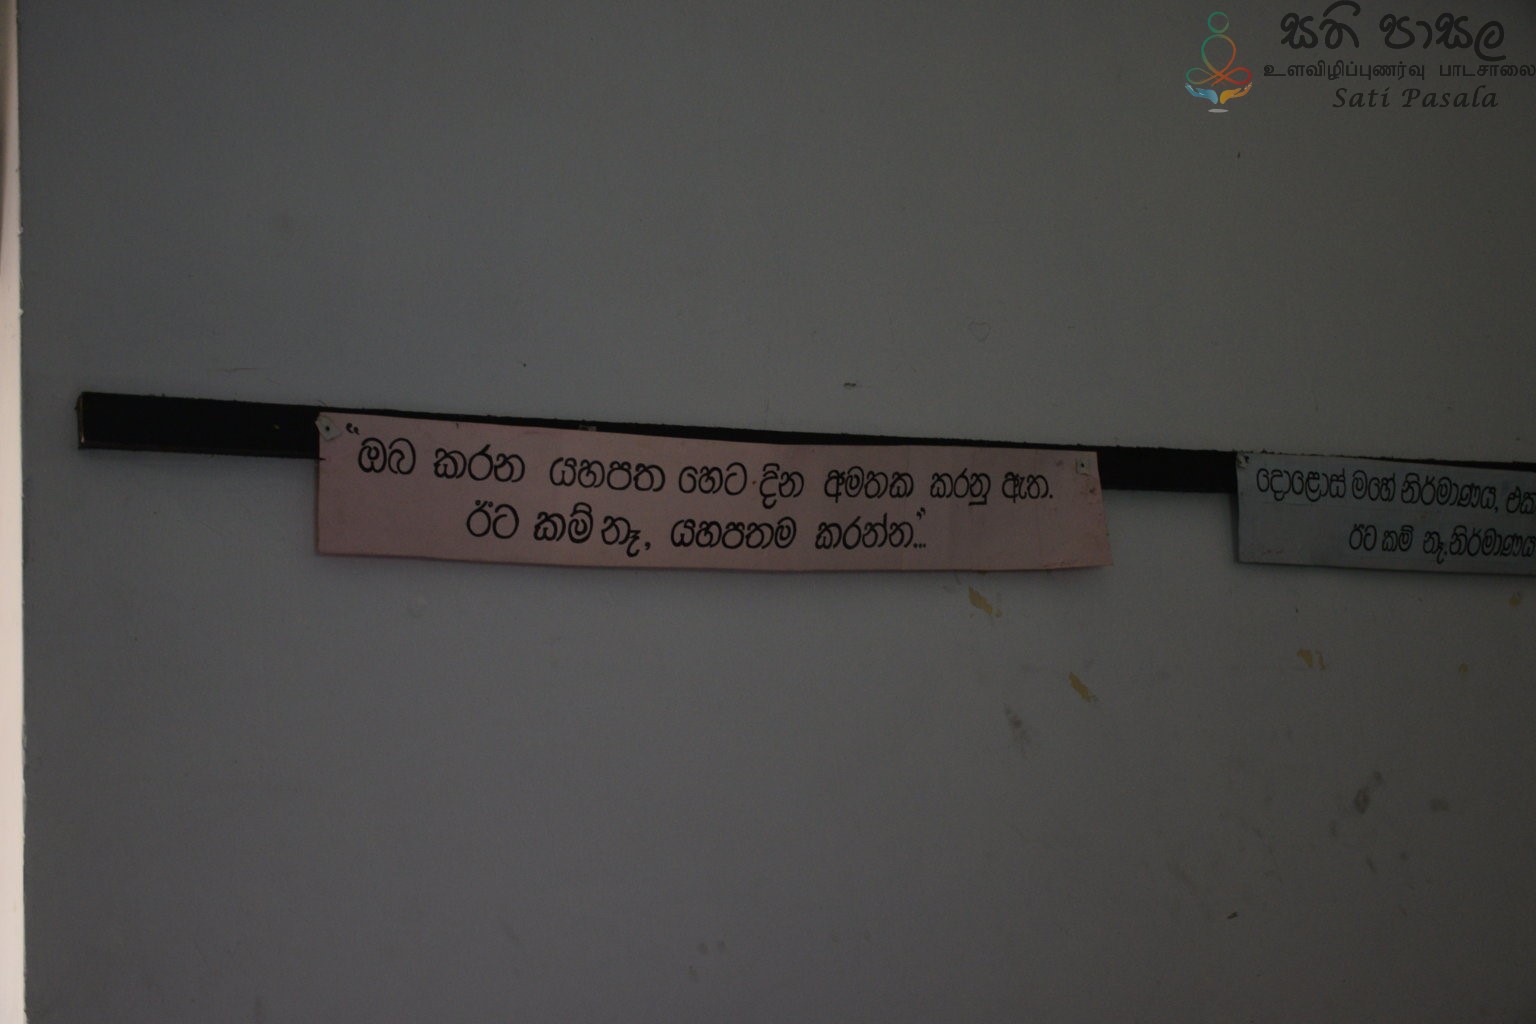 සති පාසල
உளவிழிப்புணர்வு பாடசாலை
Sati Pasala
“ඔබ කරන යහපත හෙට දින අමතක කරනු ඇත.
ඊට කම් නෑ, යහපතම කරන්න...”
දොළොස් මහේ නිර්මාණය,
ඊට කම් නෑ,නිර්මාණය